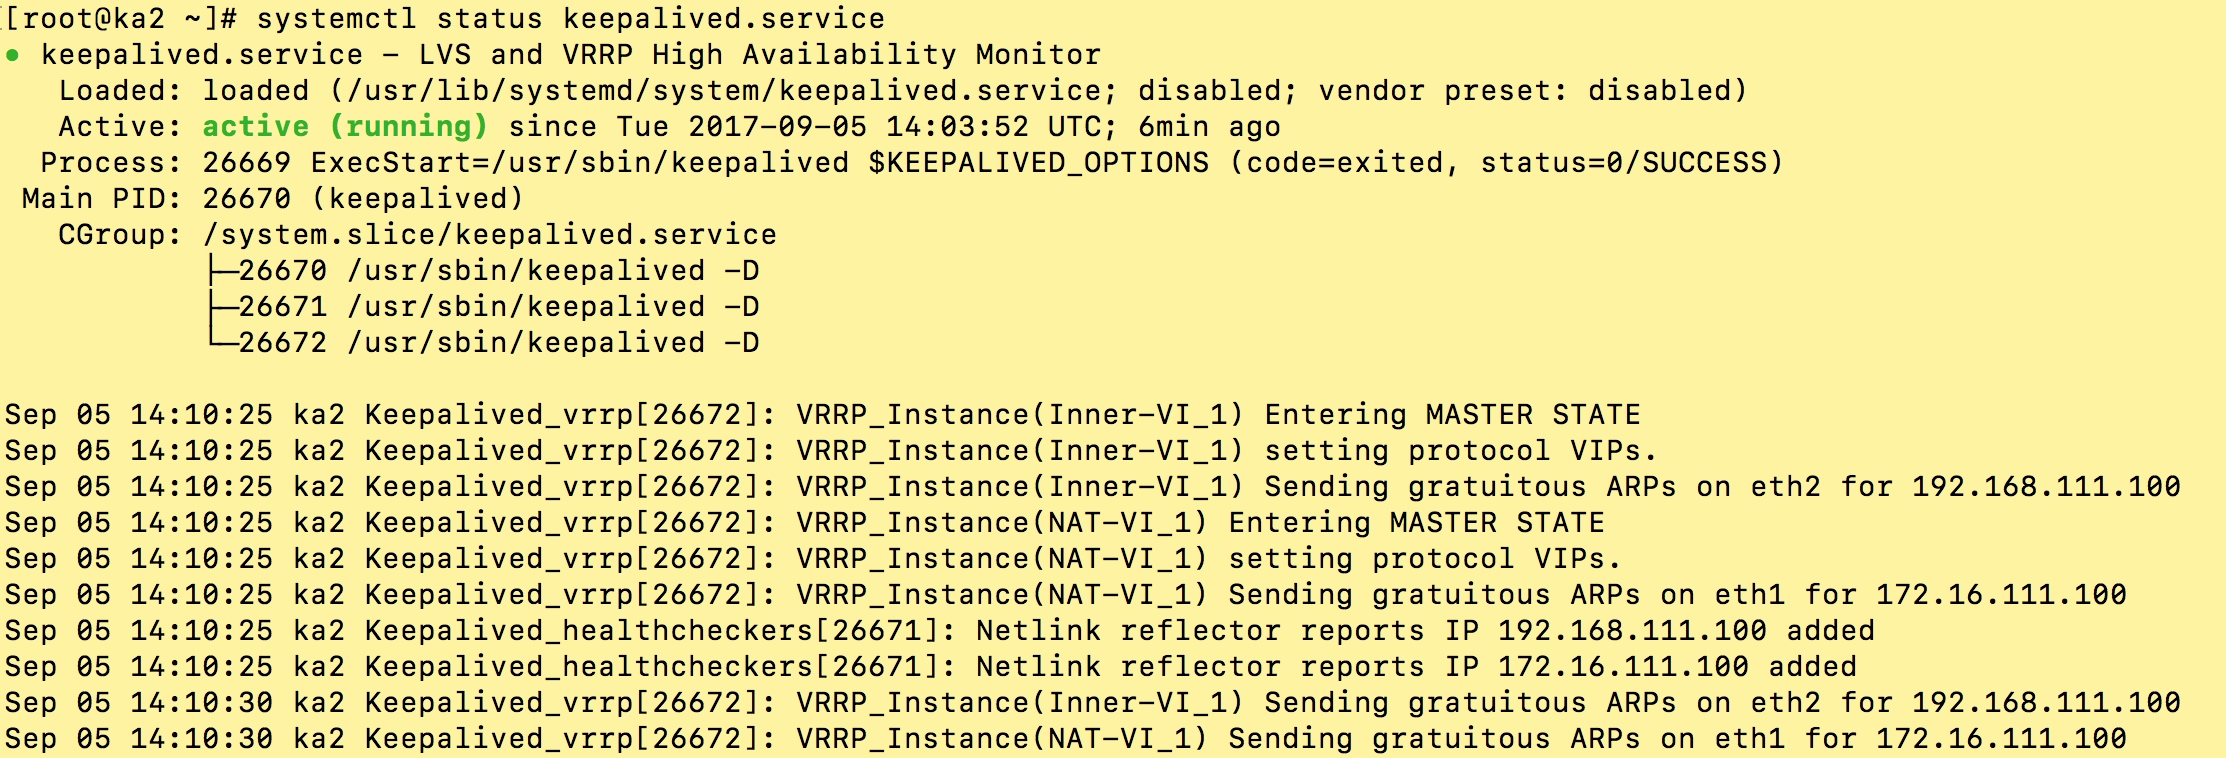 [root@ka2 ~]# systemctl status keepalived.service
● keepalived.service - LVS and VRRP High Availability Monitor
   Loaded: loaded (/usr/lib/systemd/system/keepalived.service; disabled; vendor preset: disabled)
   Active: active (running) since Tue 2017-09-05 14:03:52 UTC; 6min ago
  Process: 26669 ExecStart=/usr/sbin/keepalived $KEEPALIVED_OPTIONS (code=exited, status=0/SUCCESS)
 Main PID: 26670 (keepalived)
   CGroup: /system.slice/keepalived.service
           ├─26670 /usr/sbin/keepalived -D
           ├─26671 /usr/sbin/keepalived -D
           └─26672 /usr/sbin/keepalived -D

Sep 05 14:10:25 ka2 Keepalived_vrrp[26672]: VRRP_Instance(Inner-VI_1) Entering MASTER STATE
Sep 05 14:10:25 ka2 Keepalived_vrrp[26672]: VRRP_Instance(Inner-VI_1) setting protocol VIPs.
Sep 05 14:10:25 ka2 Keepalived_vrrp[26672]: VRRP_Instance(Inner-VI_1) Sending gratuitous ARPs on eth2 for 192.168.111.100
Sep 05 14:10:25 ka2 Keepalived_vrrp[26672]: VRRP_Instance(NAT-VI_1) Entering MASTER STATE
Sep 05 14:10:25 ka2 Keepalived_vrrp[26672]: VRRP_Instance(NAT-VI_1) setting protocol VIPs.
Sep 05 14:10:25 ka2 Keepalived_vrrp[26672]: VRRP_Instance(NAT-VI_1) Sending gratuitous ARPs on eth1 for 172.16.111.100
Sep 05 14:10:25 ka2 Keepalived_healthcheckers[26671]: Netlink reflector reports IP 192.168.111.100 added
Sep 05 14:10:25 ka2 Keepalived_healthcheckers[26671]: Netlink reflector reports IP 172.16.111.100 added
Sep 05 14:10:30 ka2 Keepalived_vrrp[26672]: VRRP_Instance(Inner-VI_1) Sending gratuitous ARPs on eth2 for 192.168.111.100
Sep 05 14:10:30 ka2 Keepalived_vrrp[26672]: VRRP_Instance(NAT-VI_1) Sending gratuitous ARPs on eth1 for 172.16.111.100